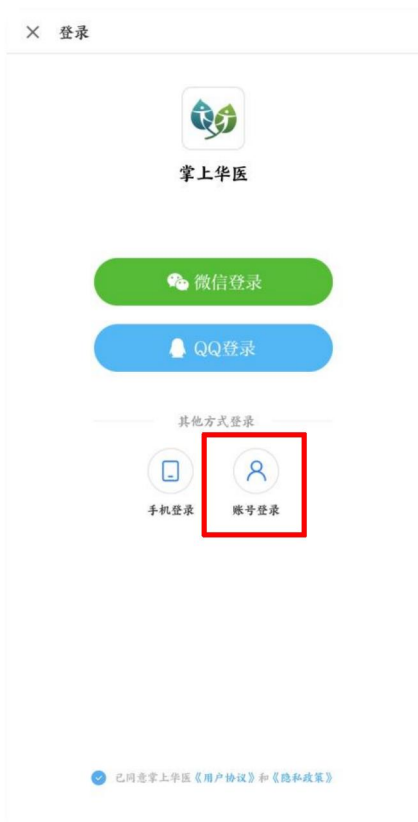 登录
掌上华医
微信登录
QQ登录
其他方式登录
手机登录 账号登录
已同意掌上华医《用户协议》和《隐私政策》